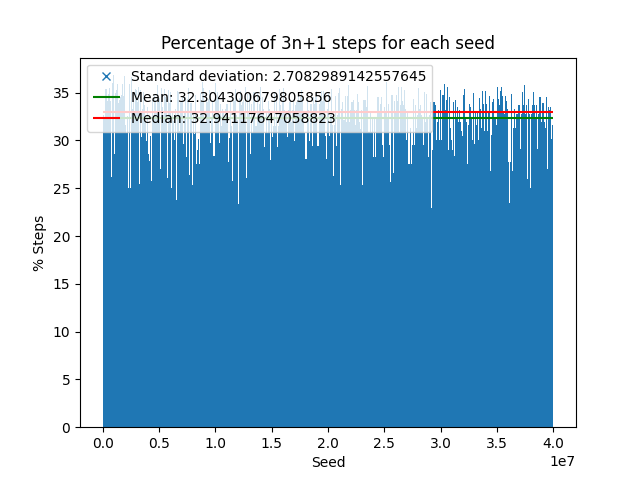 Percentage of 3n+1 steps for each seed
Standard deviation: 2.7082989142557645
Mean: 32.304300679805856
Median: 32.94117647058823
35
30
25
20
15
10
5
0
% Steps
0.0 0.5 1.0 1.5 2.0 2.5 3.0 3.5 4.0
1e7
Seed